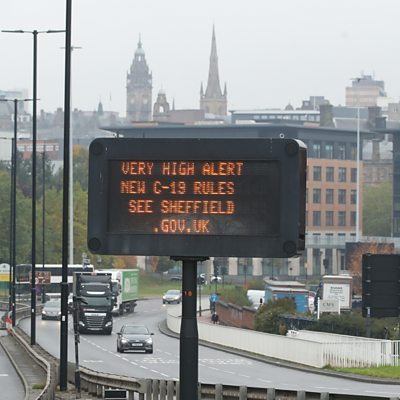 VERY HIGH ALERT
NEW C-19 RULES
SEE SHEFFIELD
.GOV.UK